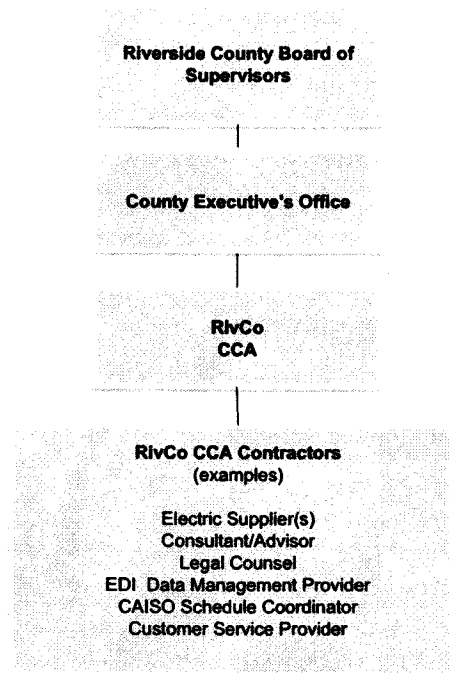 Riverside County Board of
Supervisors
County Executive's Office
RivCo
CCA
RivCo CCA Contractors
(examples)
Electric Supplier(s)
Consultant/Advisor
Legal Counsel
EDI Data Management Provider
CAISO Schedule Coordinator
Customer Service Provider